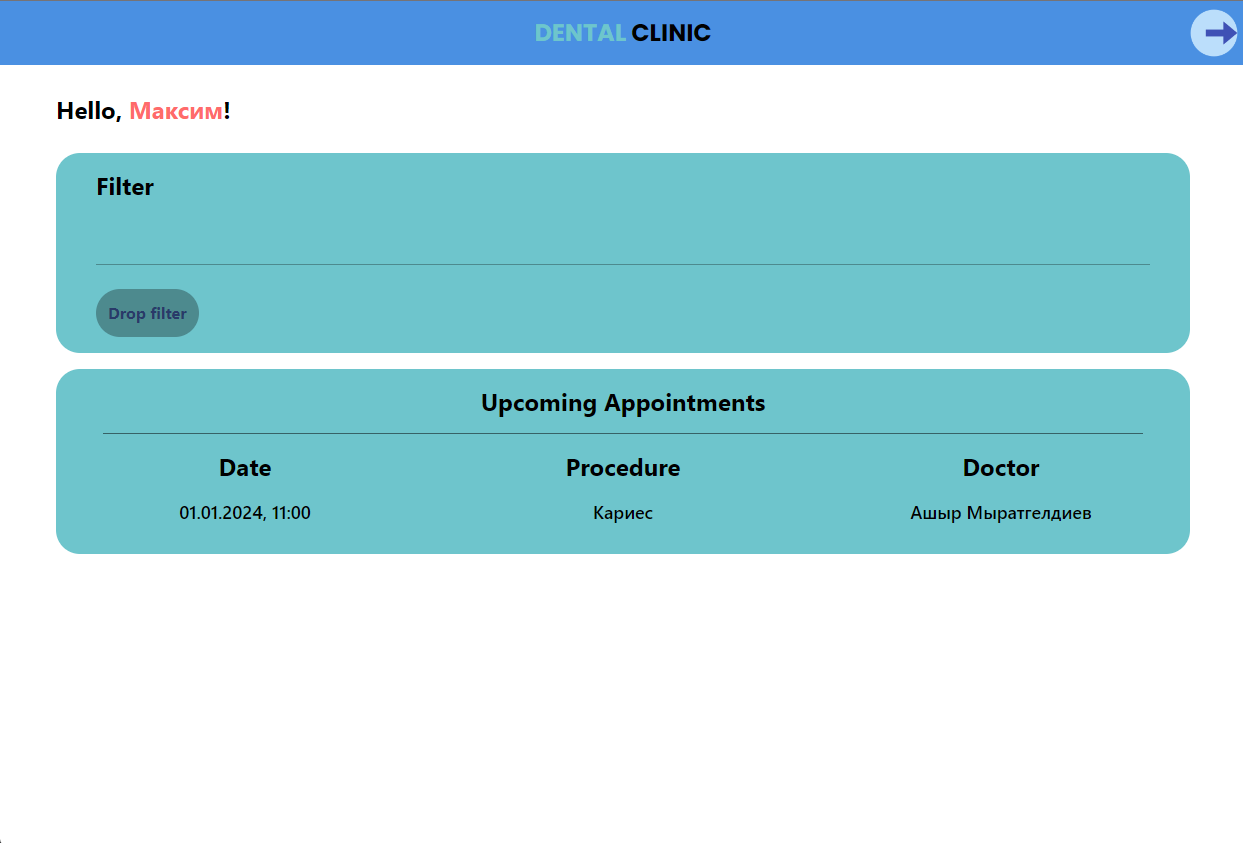 DENTAL CLINIC
Hello, Максим!
Filter
Drop filter
Upcoming Appointments
Date Procedure Doctor
01.01.2024, 11:00 Кариес Ашыр Мыратгелдиев